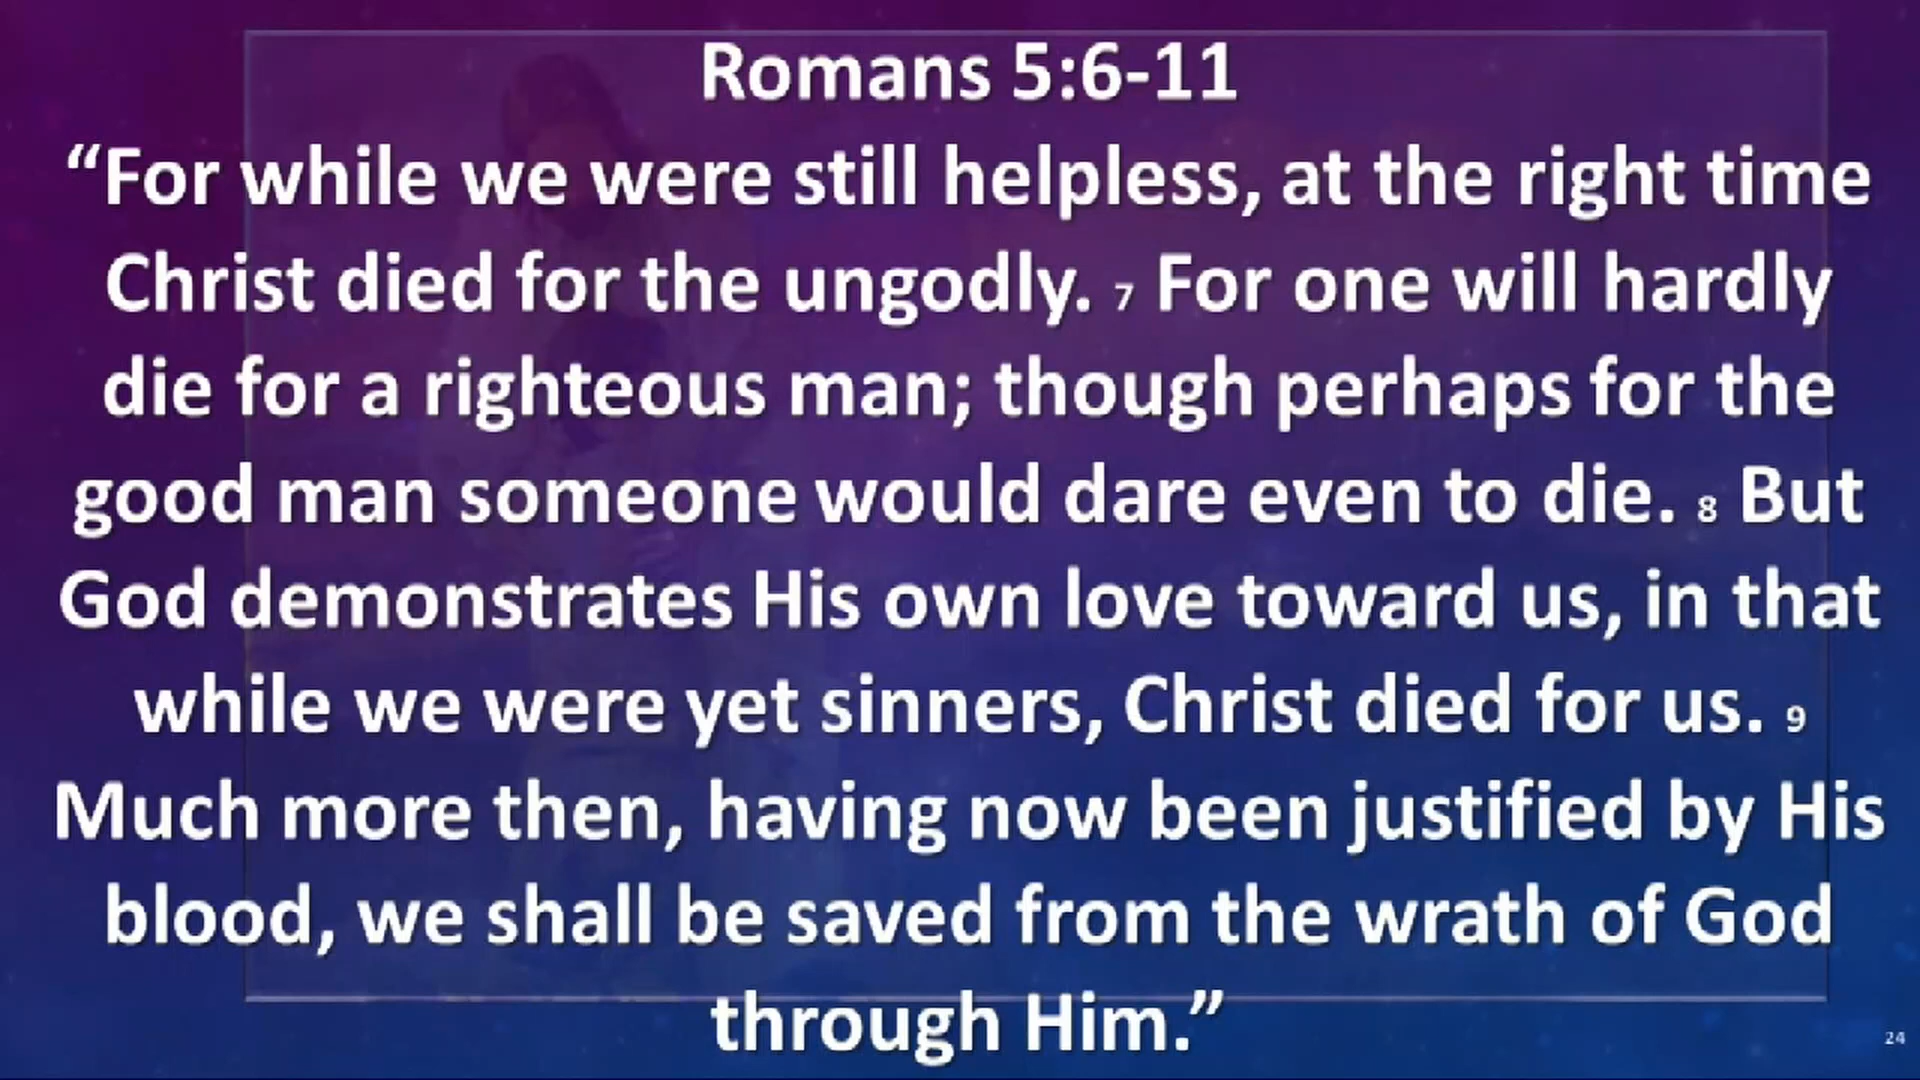 Romans 5:6-11
“For while we were still helpless, at the right time
Christ died for the ungodly. 7 For one will hardly
die for a righteous man; though perhaps for the
good man someone would dare even to die. 8 But
God demonstrates His own love toward us, in that
while we were yet sinners, Christ died for us. 9
Much more then, having now been justified by His
blood, we shall be saved from the wrath of God
through Him.”
24